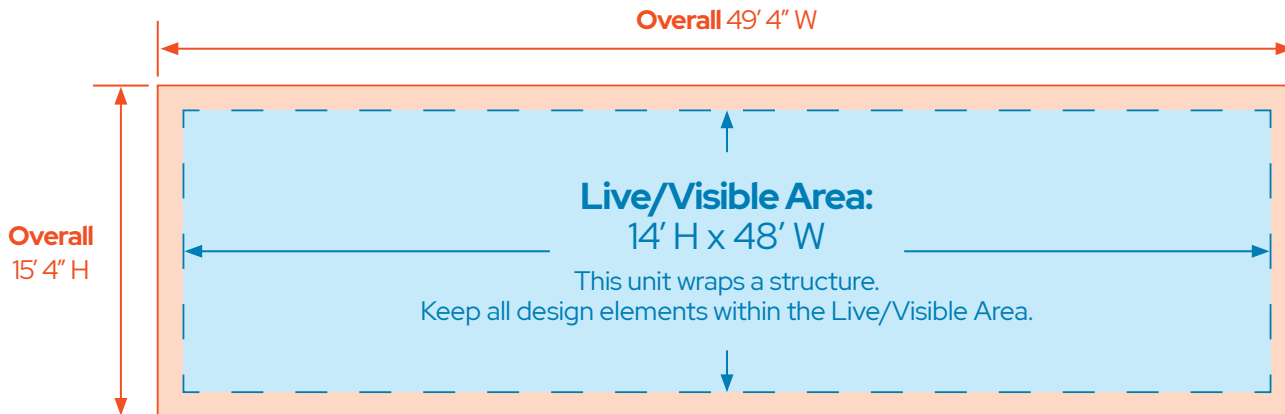 Overall 49’ 4” W
Live/Visible Area:
14’ H x 48’ W
Overall
15’ 4” H
This unit wraps a structure.
Keep all design elements within the Live/Visible Area.